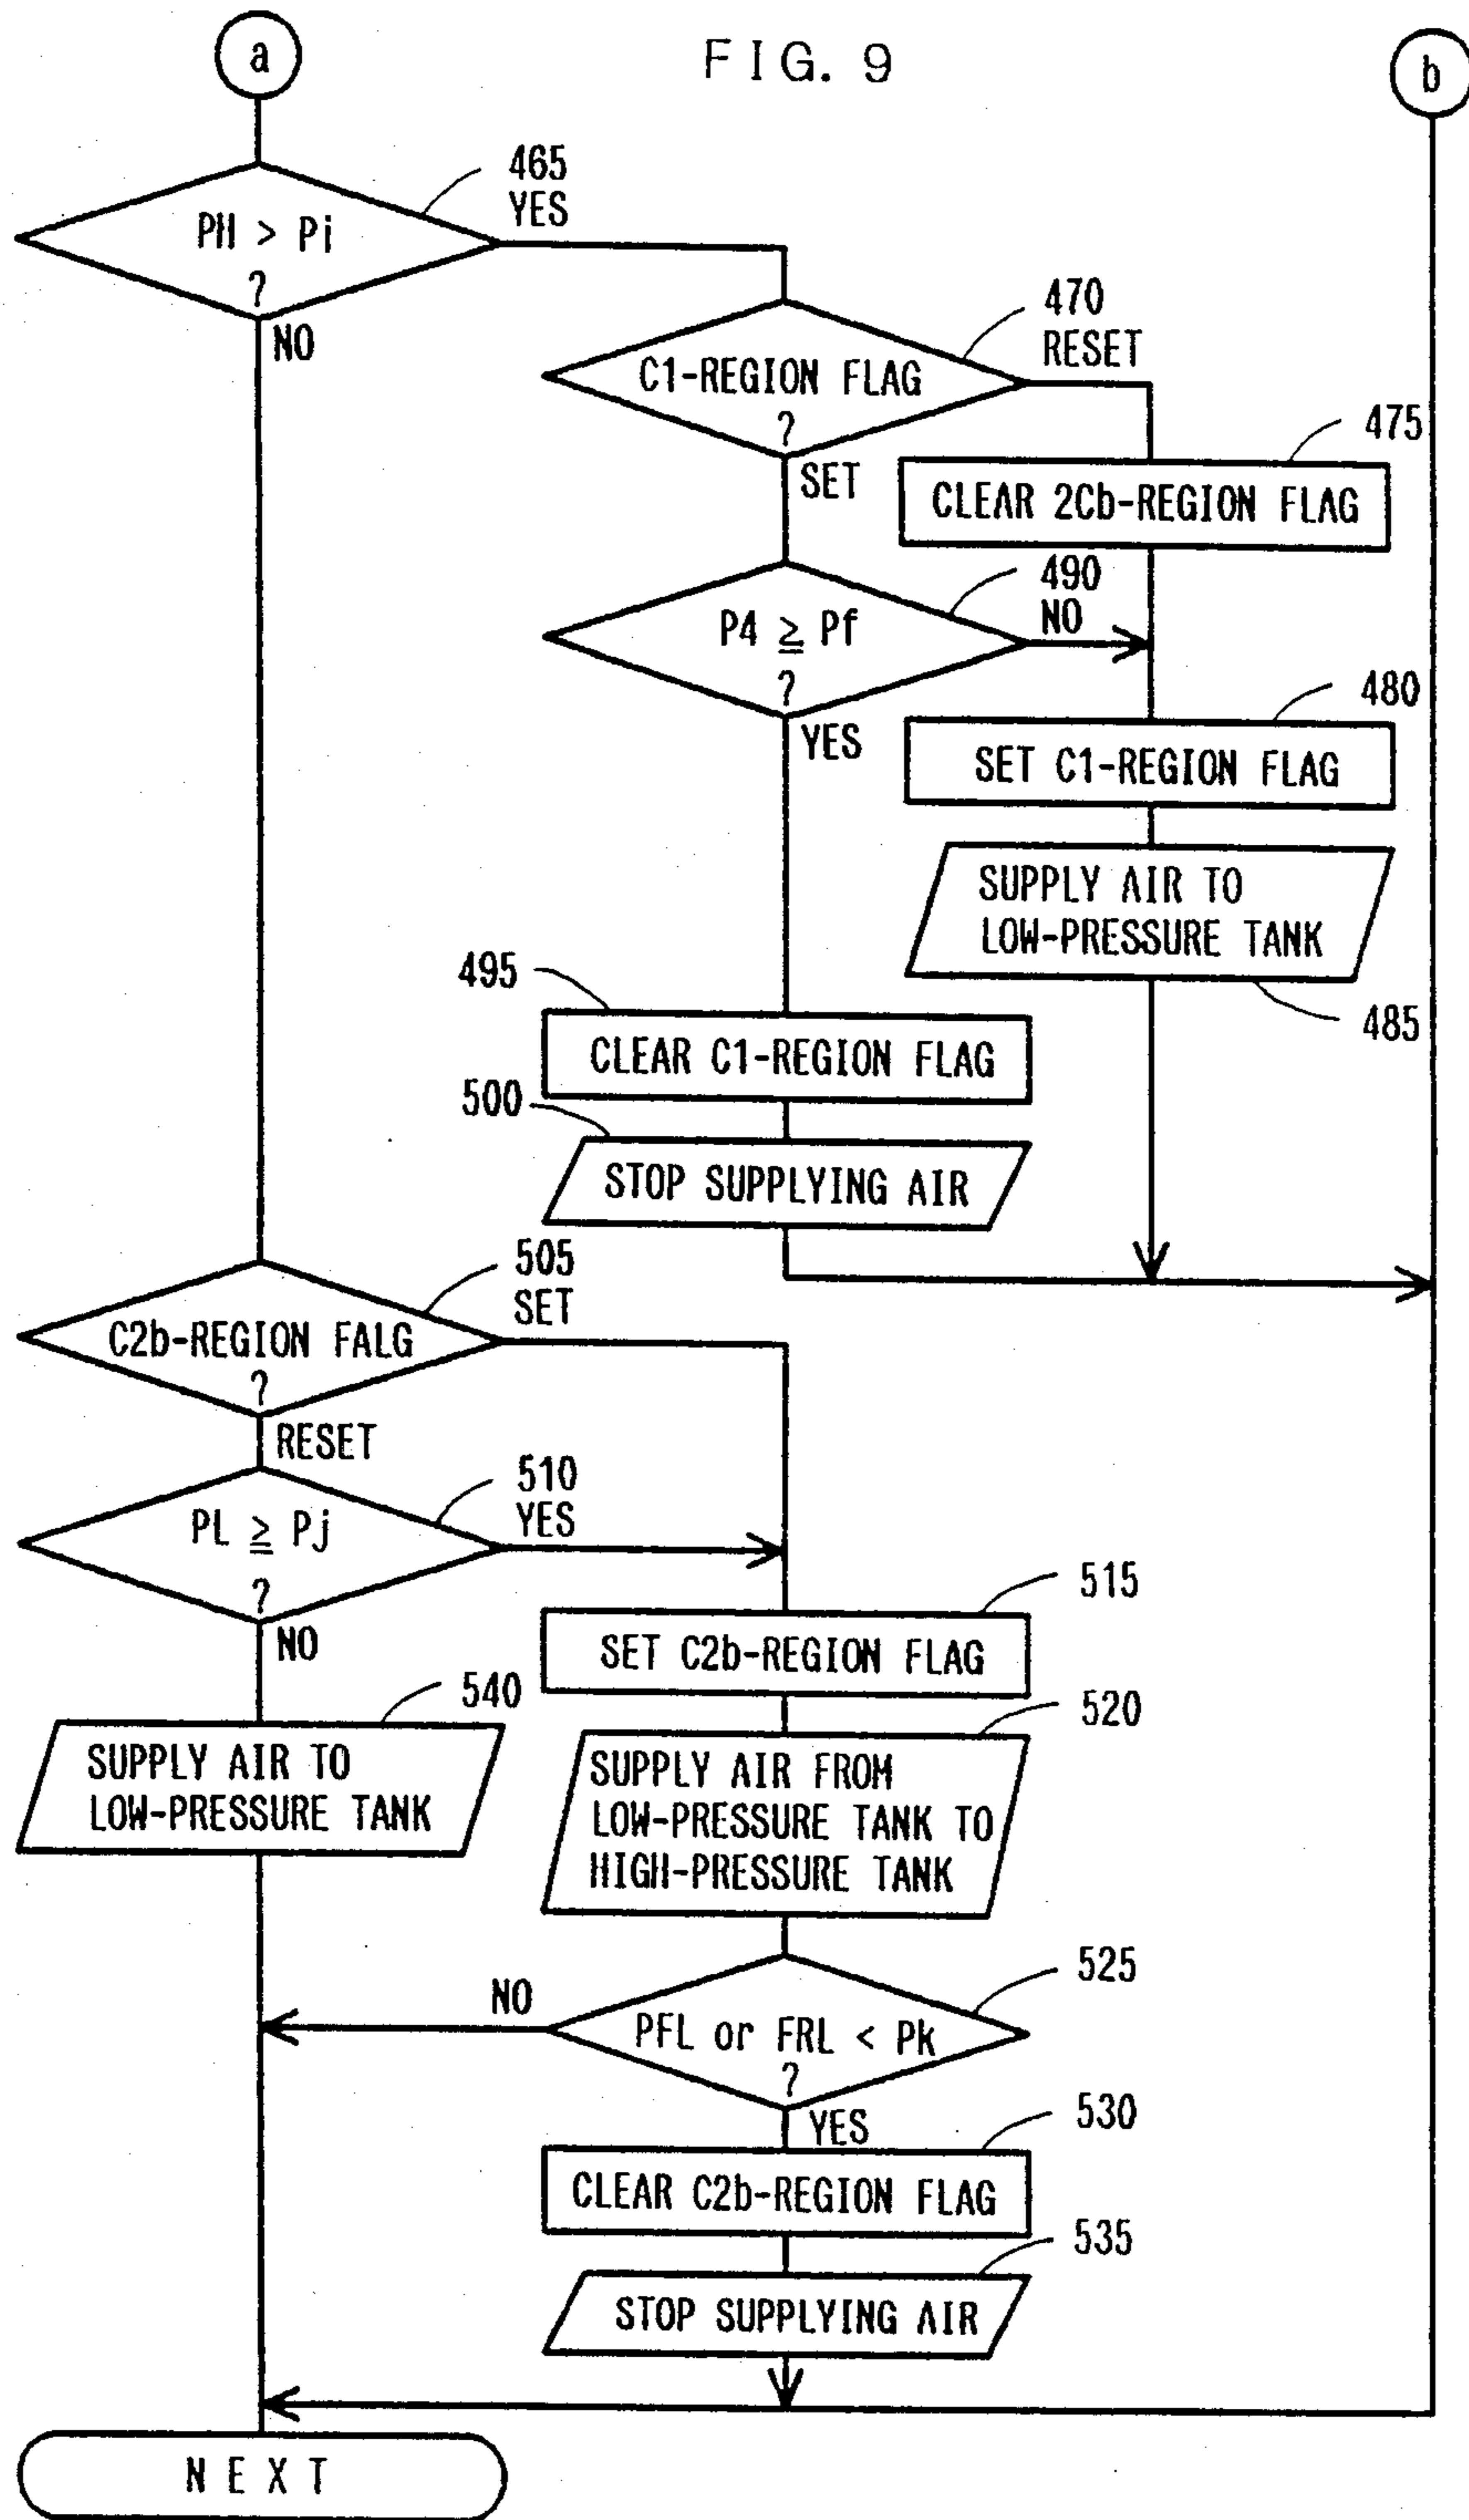 FIG. 9
a
b
465
YES
PH > Pi
?
NO
470
RESET
C1-REGION FLAG
?
SET
475
CLEAR 2Cb-REGION FLAG
490
NO
P4 ≧ Pf
?
YES
480
SET C1-REGION FLAG
SUPPLY AIR TO
LOW-PRESSURE TANK
485
495
CLEAR C1-REGION FLAG
500
STOP SUPPLYING AIR
505
SET
C2b-REGION FALG
?
RESET
510
YES
PL ≧ Pj
?
NO
515
SET C2b-REGION FLAG
540
SUPPLY AIR TO
LOW-PRESSURE TANK
520
SUPPLY AIR FROM
LOW-PRESSURE TANK TO
HIGH-PRESSURE TANK
525
NO
PFL or FRL < Pk
?
YES
530
CLEAR C2b-REGION FLAG
535
STOP SUPPLYING AIR
NEXT